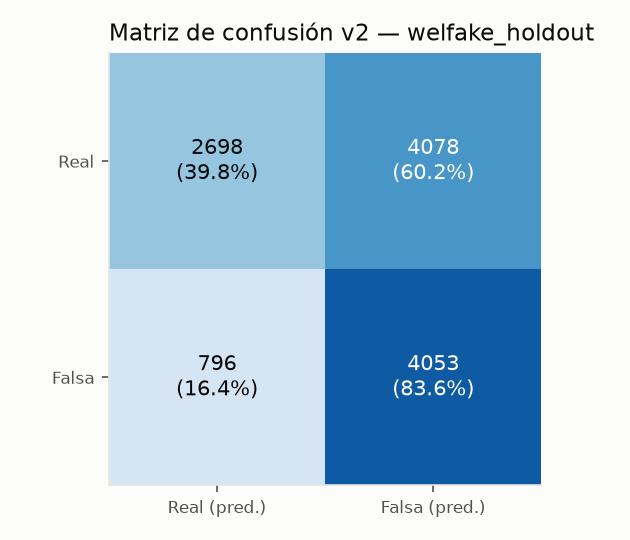 Matriz de confusión v2 — welfake_holdout
Real
2698
(39.8%)
4078
(60.2%)
Falsa
796
(16.4%)
4053
(83.6%)
Real (pred.)
Falsa (pred.)